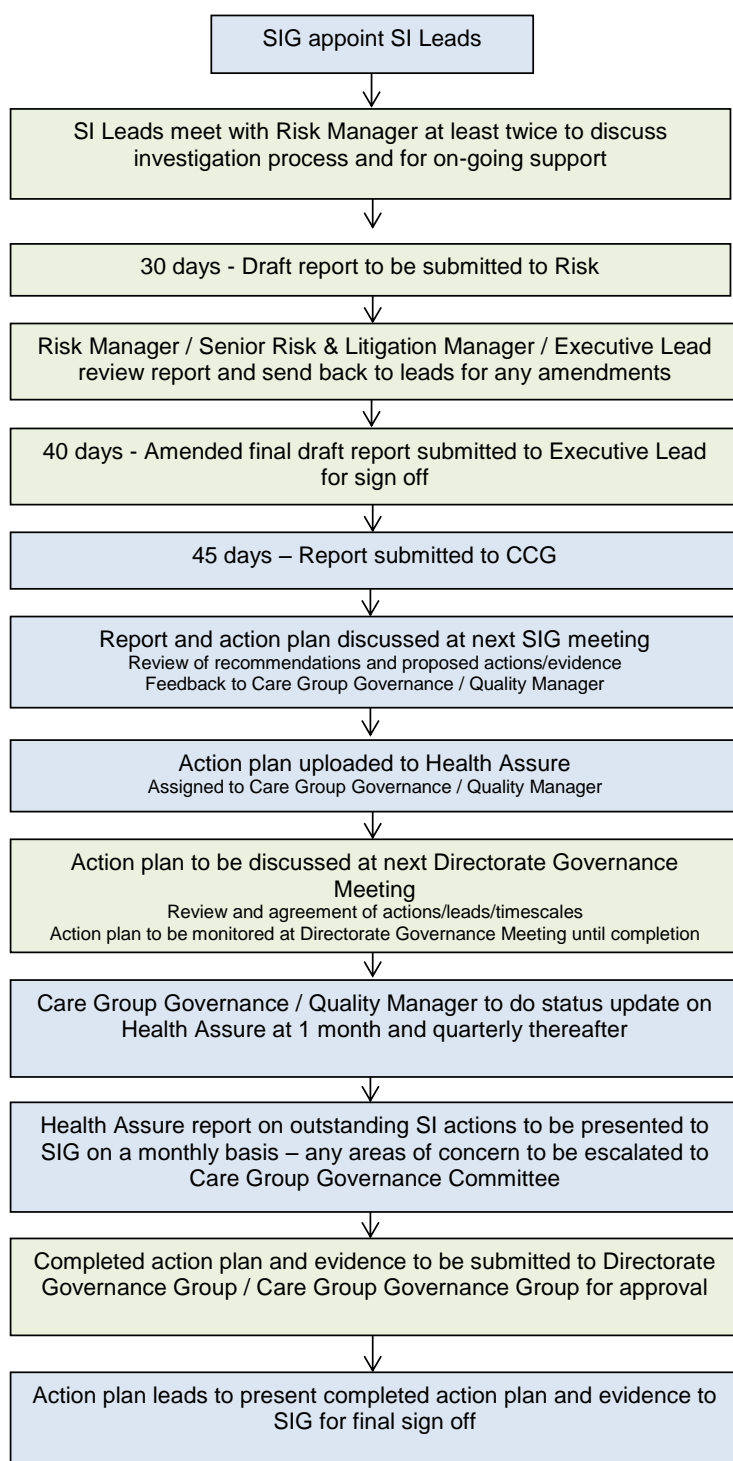 SIG appoint SI Leads
SI Leads meet with Risk Manager at least twice to discuss
investigation process and for on-going support
30 days - Draft report to be submitted to Risk
Risk Manager / Senior Risk & Litigation Manager / Executive Lead
review report and send back to leads for any amendments
40 days - Amended final draft report submitted to Executive Lead
for sign off
45 days – Report submitted to CCG
Report and action plan discussed at next SIG meeting
Review of recommendations and proposed actions/evidence
Feedback to Care Group Governance / Quality Manager
Action plan uploaded to Health Assure
Assigned to Care Group Governance / Quality Manager
Action plan to be discussed at next Directorate Governance
Meeting
Review and agreement of actions/leads/timescales
Action plan to be monitored at Directorate Governance Meeting until completion
Care Group Governance / Quality Manager to do status update on
Health Assure at 1 month and quarterly thereafter
Health Assure report on outstanding SI actions to be presented to
SIG on a monthly basis – any areas of concern to be escalated to
Care Group Governance Committee
Completed action plan and evidence to be submitted to Directorate
Governance Group / Care Group Governance Group for approval
Action plan leads to present completed action plan and evidence to
SIG for final sign off